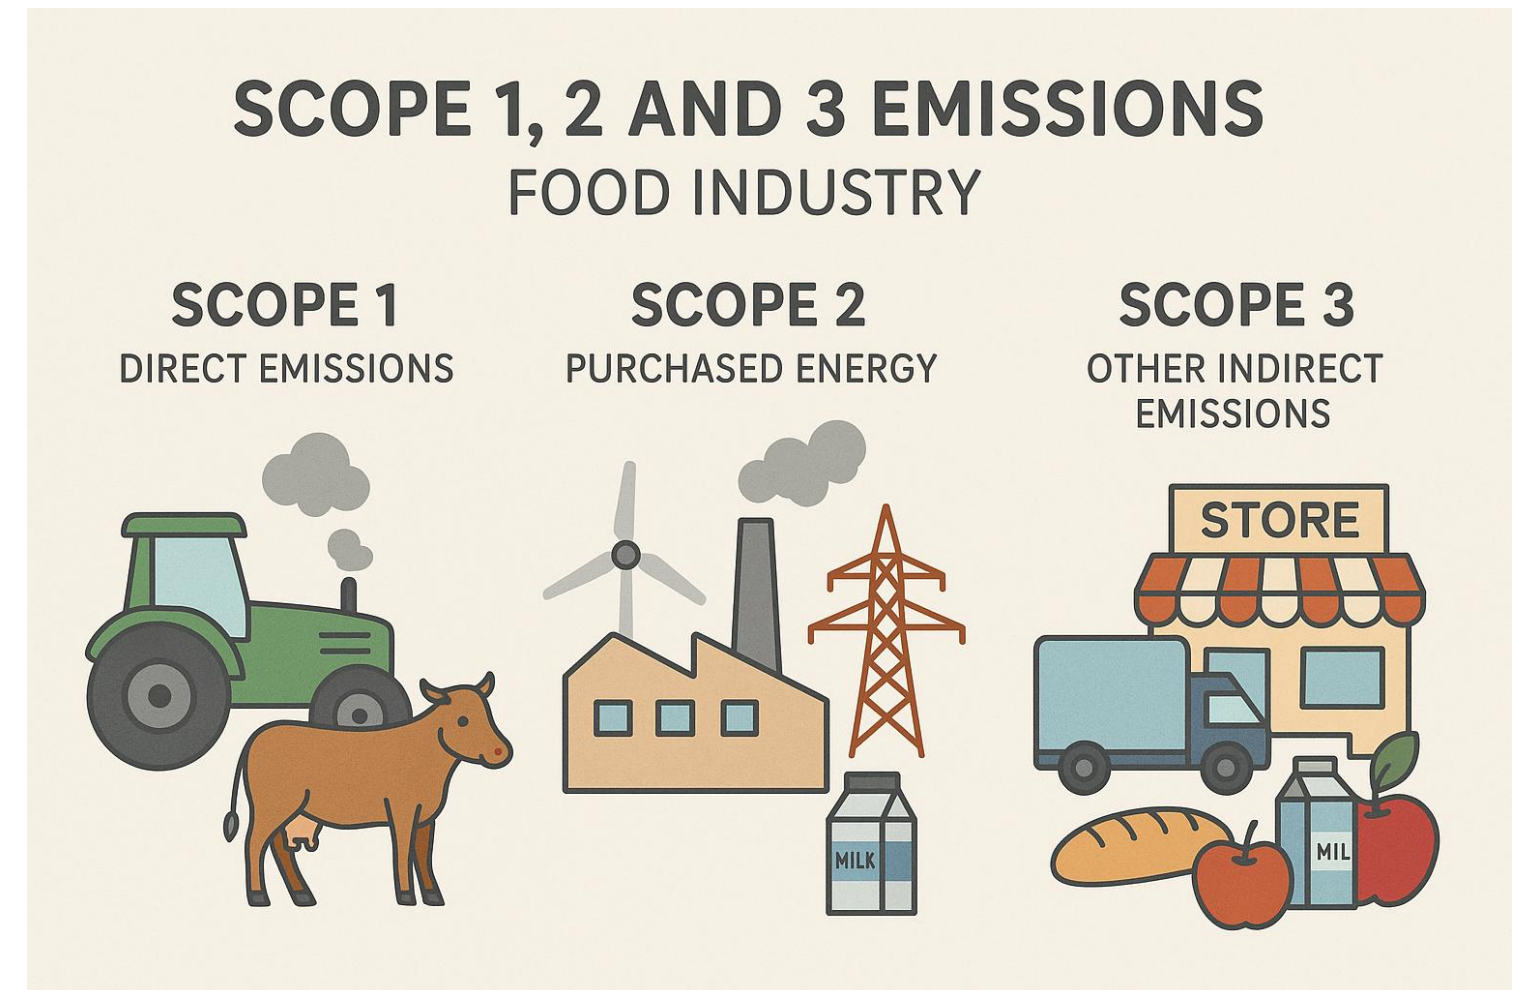 SCOPE 1, 2 AND 3 EMISSIONS
FOOD INDUSTRY
SCOPE 1
DIRECT EMISSIONS
SCOPE 2
PURCHASED ENERGY
SCOPE 3
OTHER INDIRECT
EMISSIONS
STORE
MILK
MIL